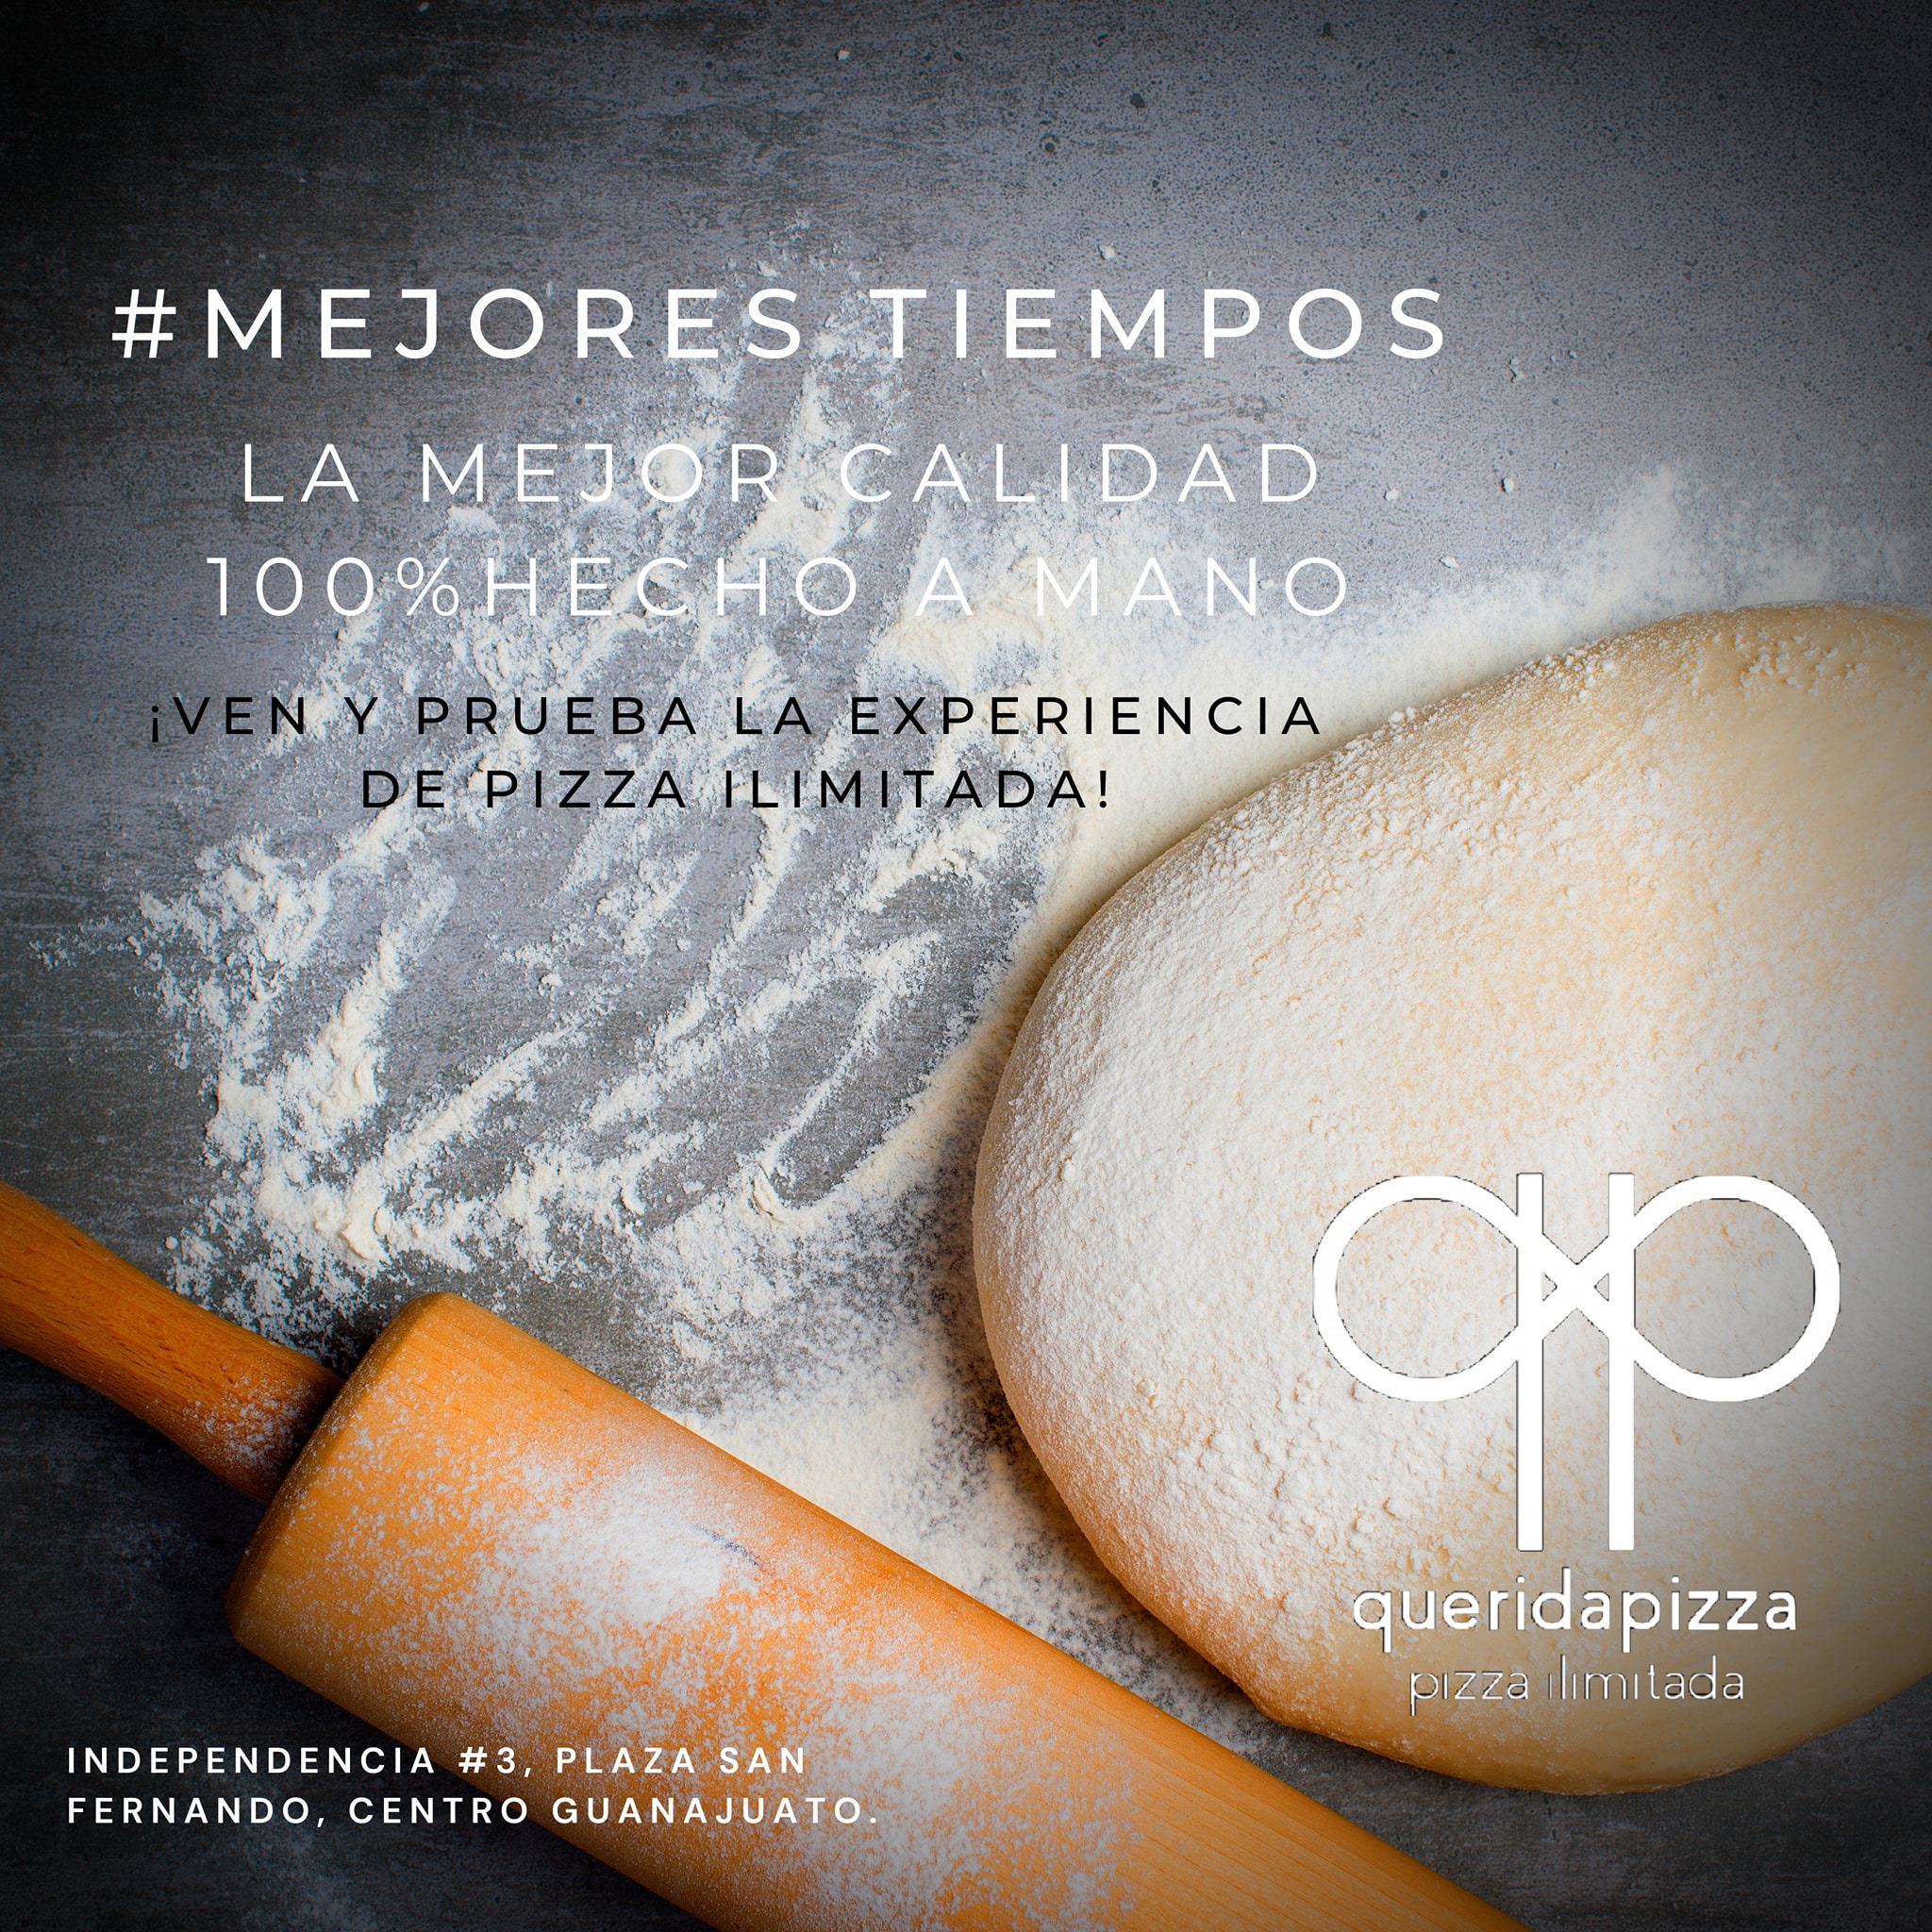 #MEJORES TIEMPOS
LA MEJOR CALIDAD
100%HECHO A MANO
¡VEN Y PRUEBA LA EXPERIENCIA
DE PIZZA ILIMITADA!
qp
queridapizza
pizza ilimitada
INDEPENDENCIA #3, PLAZA SAN
FERNANDO, CENTRO GUANAJUATO.